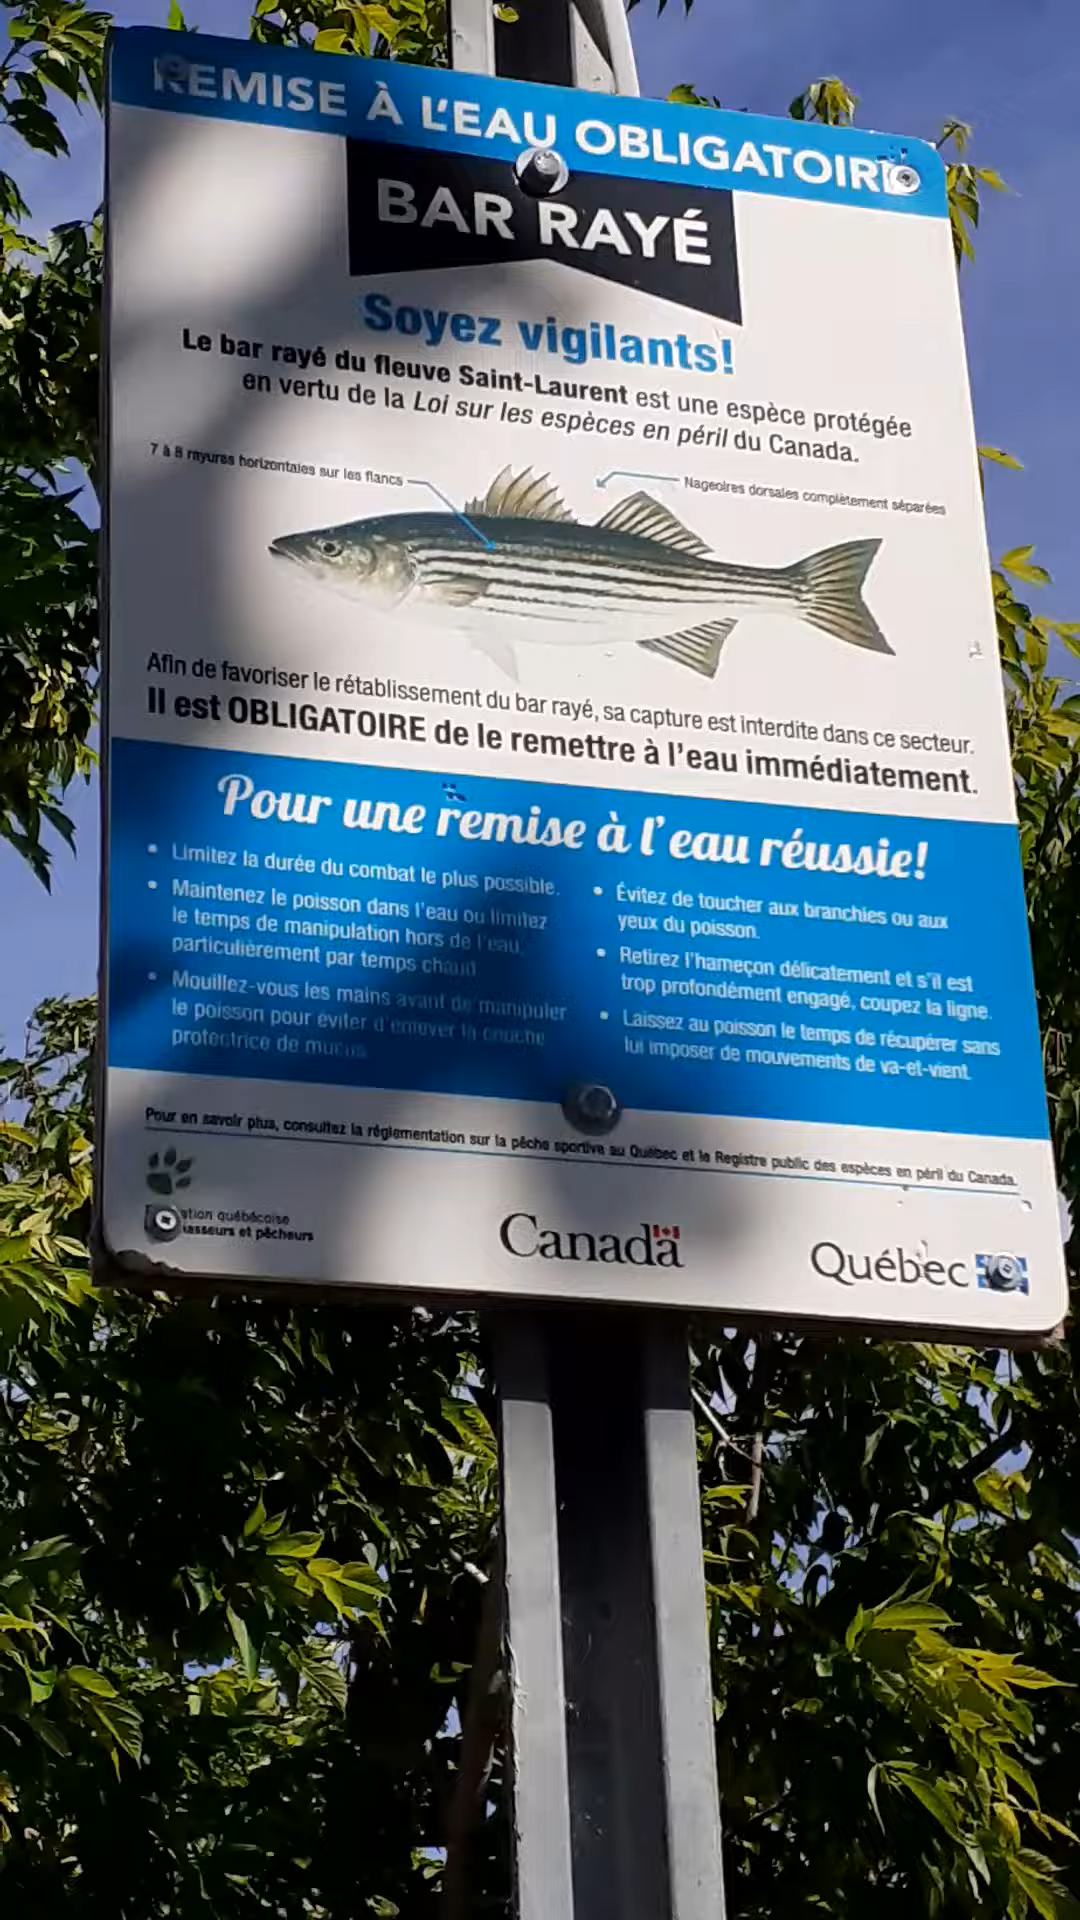 REMISE À L'EAU OBLIGATOIRE
BAR RAYÉ
Soyez vigilants!
Le bar rayé du fleuve Saint-Laurent est une espèce protégée
en vertu de la Loi sur les espèces en péril du Canada.
7 à 8 rayures horizontales sur les flancs
Nageoires dorsales complètement séparées
Afin de favoriser le rétablissement du bar rayé, sa capture est interdite dans ce secteur.
Il est OBLIGATOIRE de le remettre à l'eau immédiatement.
Pour une remise à l'eau réussie!
• Limitez la durée du combat le plus possible.
• Maintenez le poisson dans l'eau ou limitez
le temps de manipulation hors de l'eau,
particulièrement par temps chaud
• Mouillez-vous les mains avant de manipuler
le poisson pour éviter d'enlever la couche
protectrice de mucus
• Évitez de toucher aux branchies ou aux
yeux du poisson.
• Retirez l'hameçon délicatement et s'il est
trop profondément engagé, coupez la ligne.
• Laissez au poisson le temps de récupérer sans
lui imposer de mouvements de va-et-vient.
Pour en savoir plus, consultez la réglementation sur la pêche sportive au Québec et le Registre public des espèces en péril du Canada.
québécoise
et pêcheurs
Canada
Québec